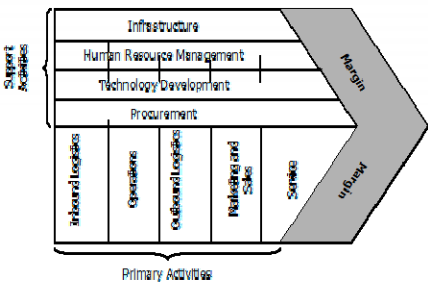 Infrastructure
Human Resource Management
Technology Development
Procurement
Support
Activities
Inbound Logistics
Operations
Outbound Logistics
Marketing and
Sales
Service
Margin
Margin
Primary Activities